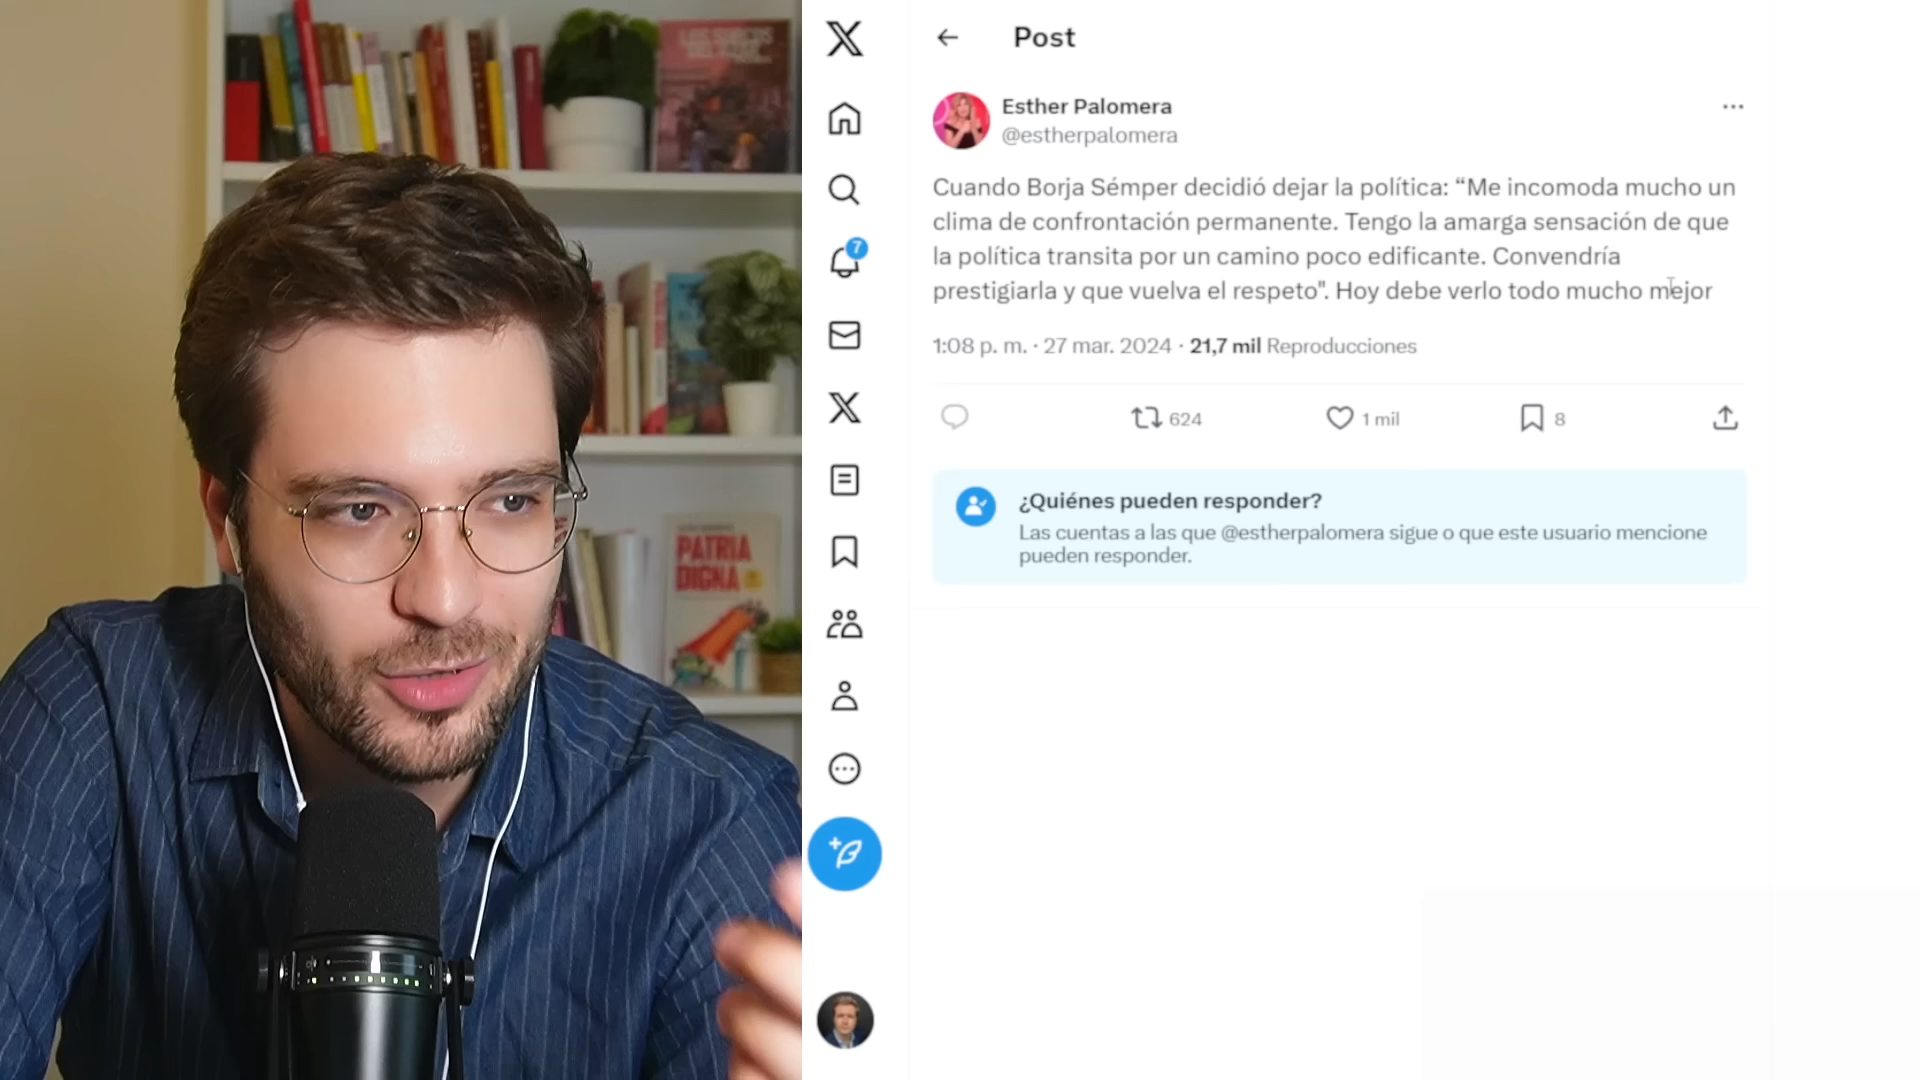 PATRIA
DIGNA
7
Post
Esther Palomera
@estherpalomera
Cuando Borja Sémper decidió dejar la política: “Me incomoda mucho un
clima de confrontación permanente. Tengo la amarga sensación de que
la política transita por un camino poco edificante. Convendría
prestigiarla y que vuelva el respeto". Hoy debe verlo todo mucho mejor
1:08 p. m. · 27 mar. 2024 · 21,7 mil Reproducciones
624
1 mil
8
¿Quiénes pueden responder?
Las cuentas a las que @estherpalomera sigue o que este usuario mencione
pueden responder.